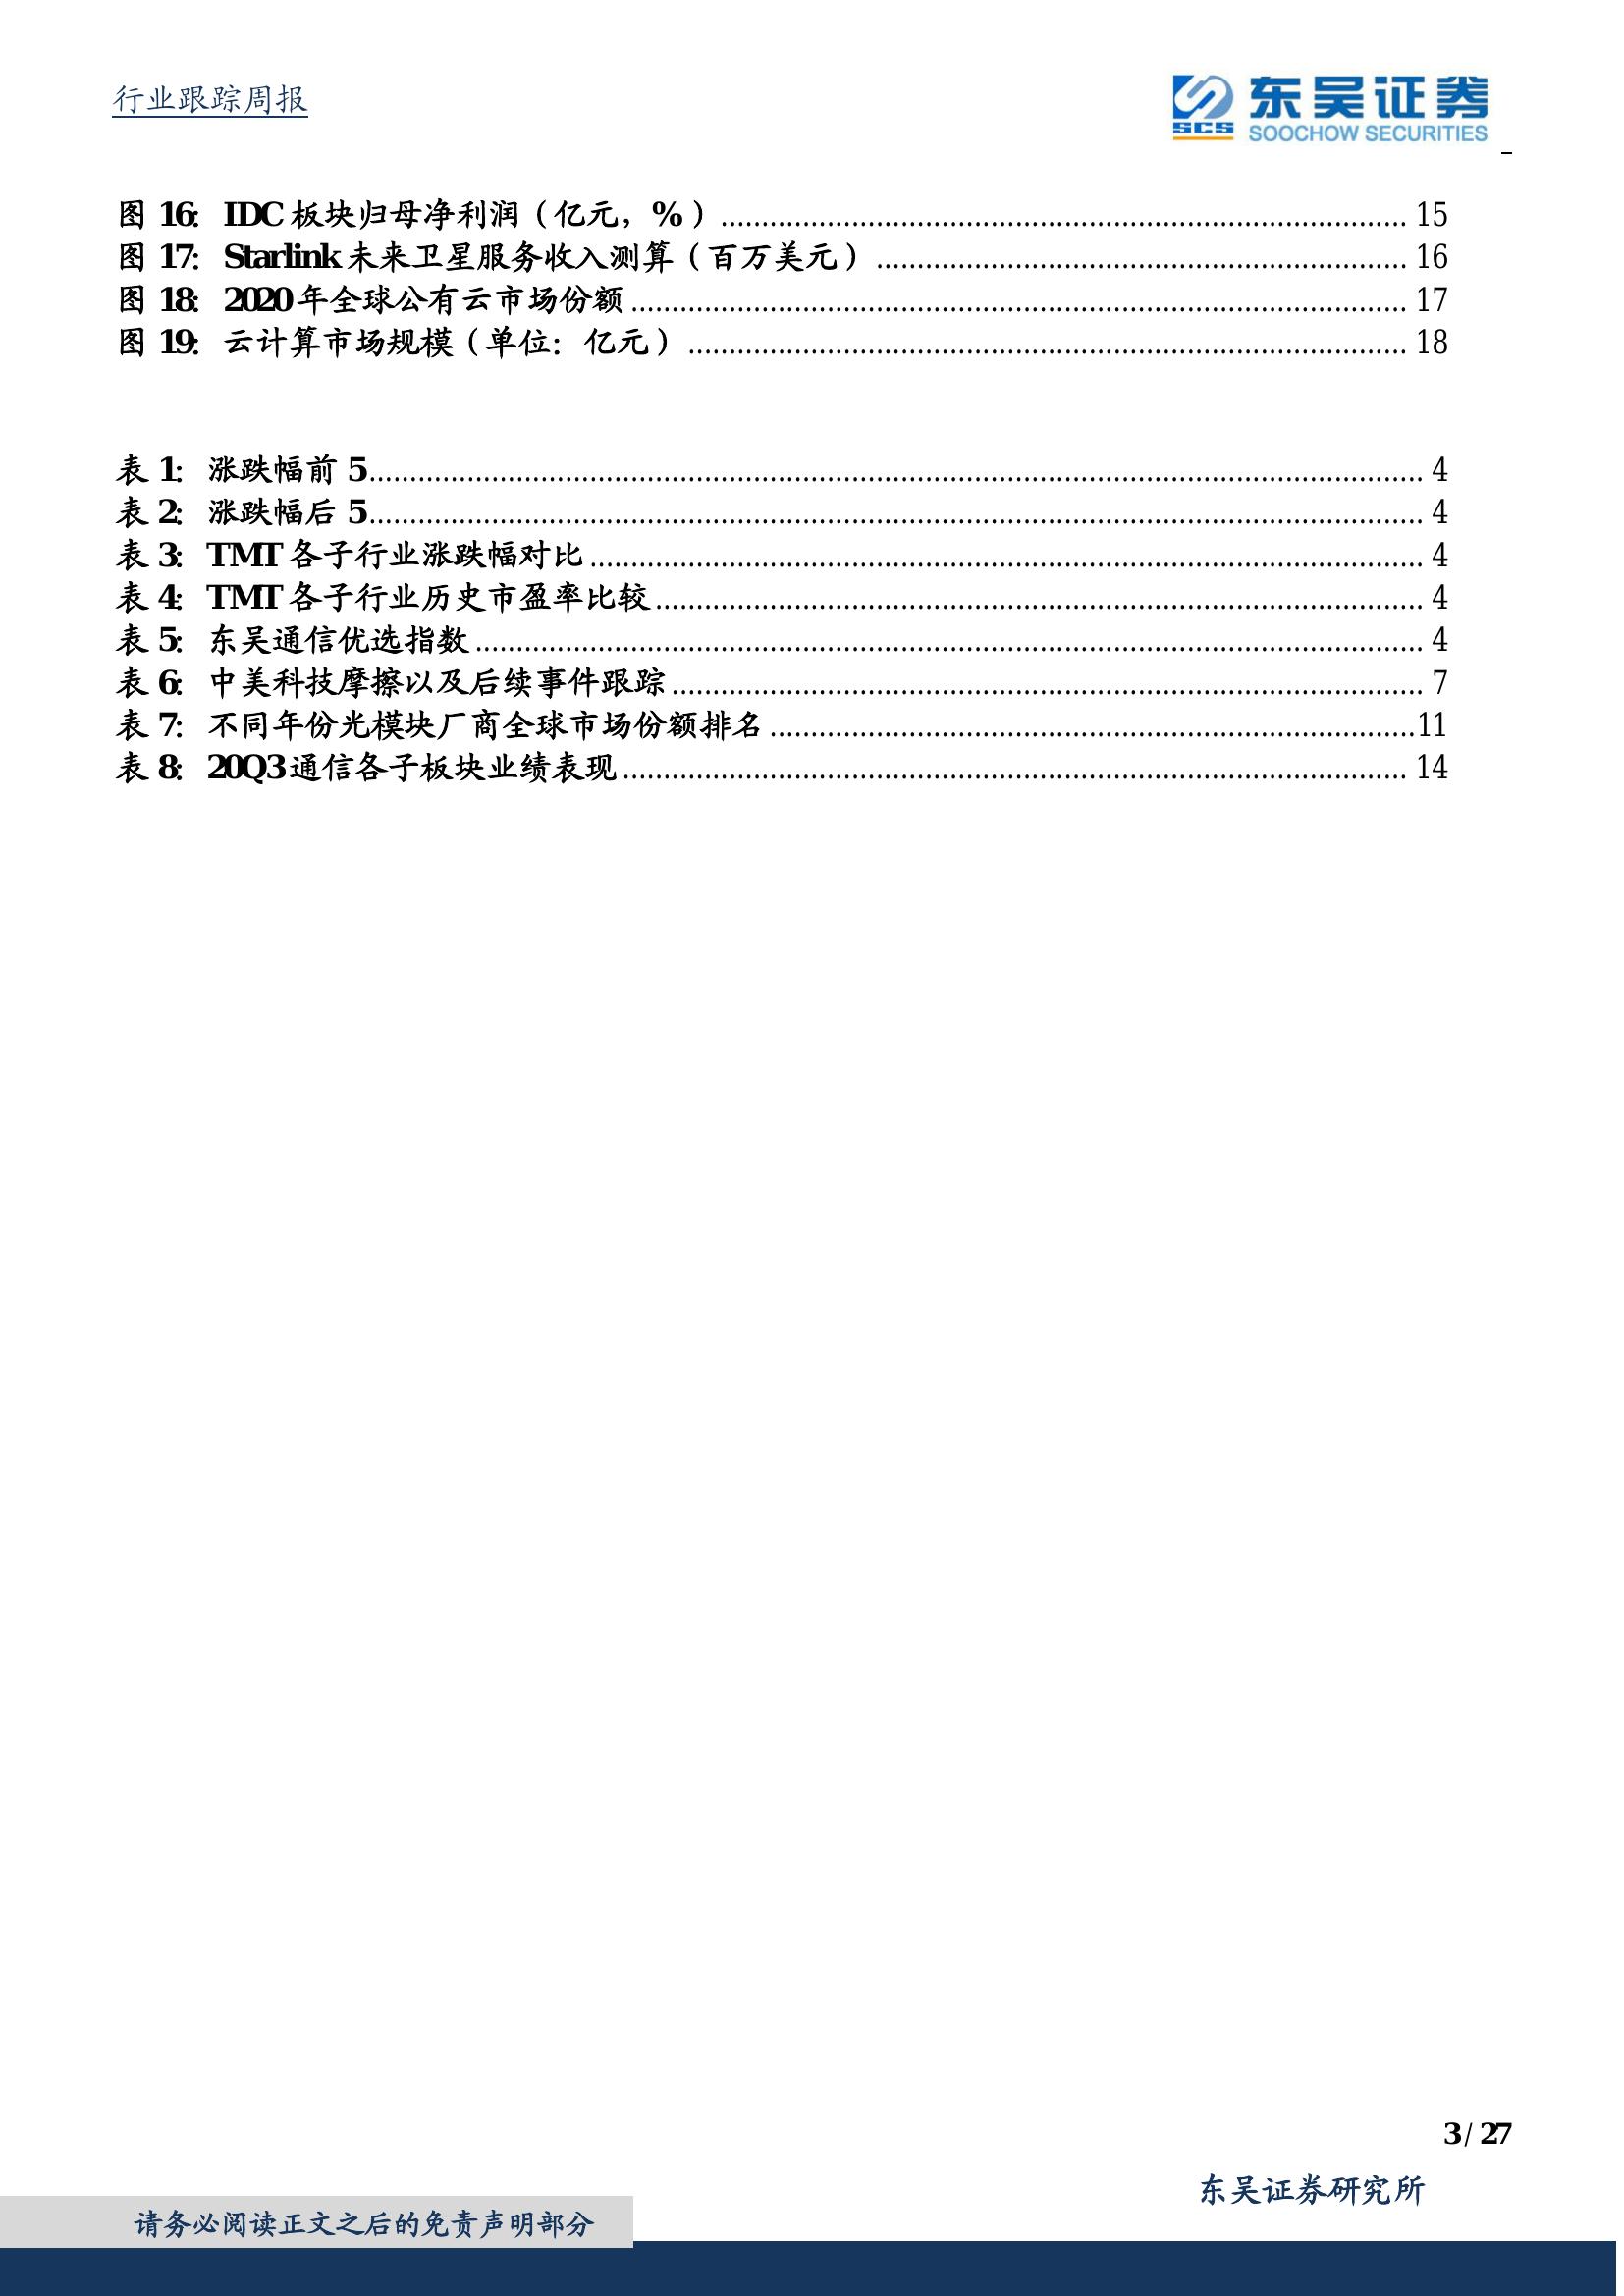 行业跟踪周报
SCS 东吴证券
SOOCHOW SECURITIES
图 16: IDC 板块归母净利润（亿元，%） 15
图 17: Starlink 未来卫星服务收入测算（百万美元） 16
图 18: 2020 年全球公有云市场份额 17
图 19: 云计算市场规模（单位：亿元） 18
表 1: 涨跌幅前 5 4
表 2: 涨跌幅后 5 4
表 3: TMT 各子行业涨跌幅对比 4
表 4: TMT 各子行业历史市盈率比较 4
表 5: 东吴通信优选指数 4
表 6: 中美科技摩擦以及后续事件跟踪 7
表 7: 不同年份光模块厂商全球市场份额排名 11
表 8: 20Q3 通信各子板块业绩表现 14
3 / 27
东吴证券研究所
请务必阅读正文之后的免责声明部分